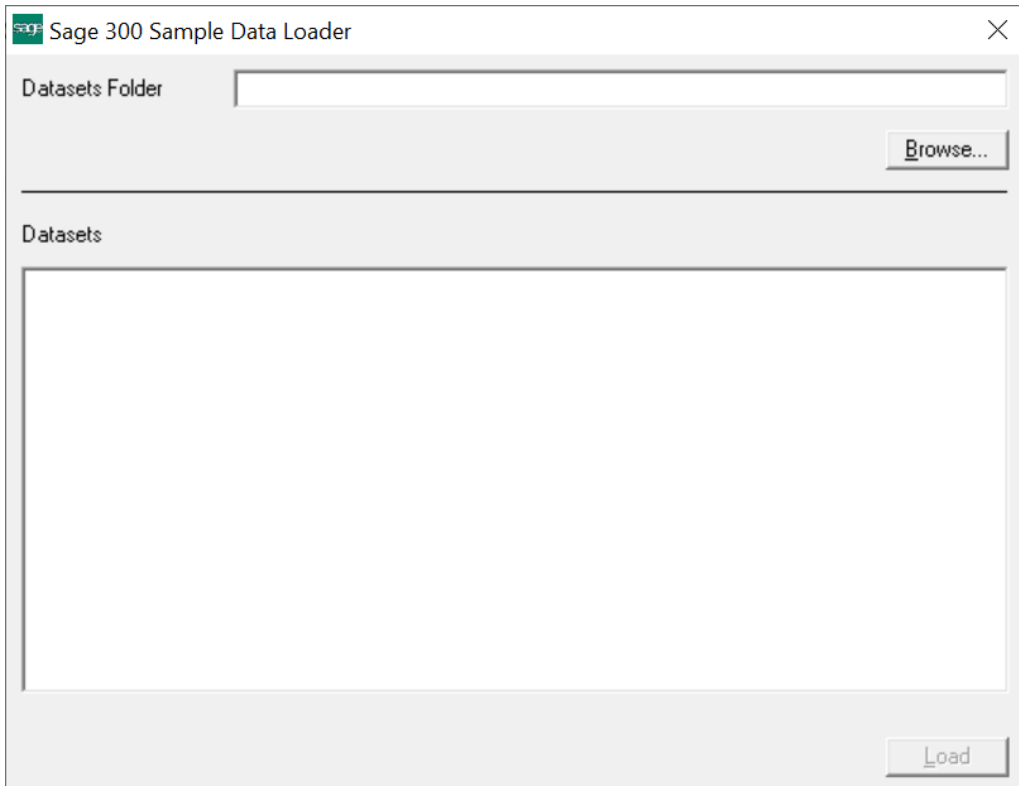 sage Sage 300 Sample Data Loader
Datasets Folder
Browse...
Datasets
Load